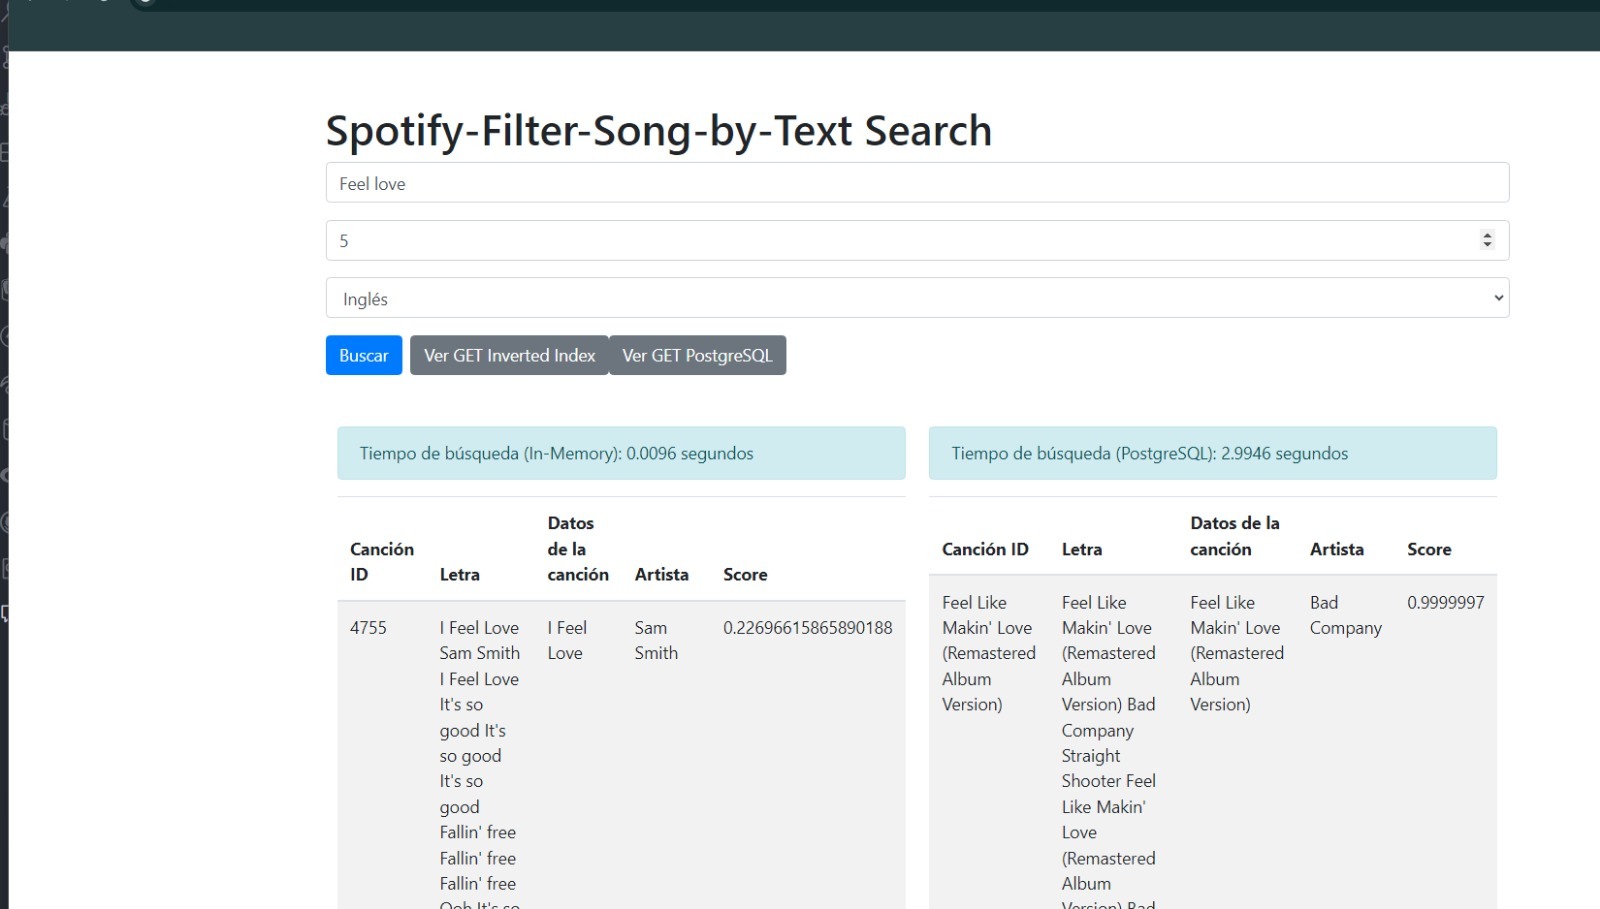 Spotify-Filter-Song-by-Text Search
Feel love
5
Inglés
Buscar
Ver GET Inverted Index
Ver GET PostgreSQL
Tiempo de búsqueda (In-Memory): 0.0096 segundos
Canción
ID
Letra
Datos
de la
canción
Artista
Score
4755
I Feel Love
Sam Smith
I Feel Love
It's so
good It's
so good
It's so
good
Fallin' free
Fallin' free
Fallin' free
Ooh It's so
I Feel
Love
Sam
Smith
0.22696615865890188
Tiempo de búsqueda (PostgreSQL): 2.9946 segundos
Canción ID
Letra
Datos de la
canción
Artista
Score
Feel Like
Makin' Love
(Remastered
Album
Version)
Feel Like
Makin' Love
(Remastered
Album
Version) Bad
Company
Straight
Shooter Feel
Like Makin'
Love
(Remastered
Album
Version) Bad
Feel Like
Makin' Love
(Remastered
Album
Version)
Bad
Company
0.9999997